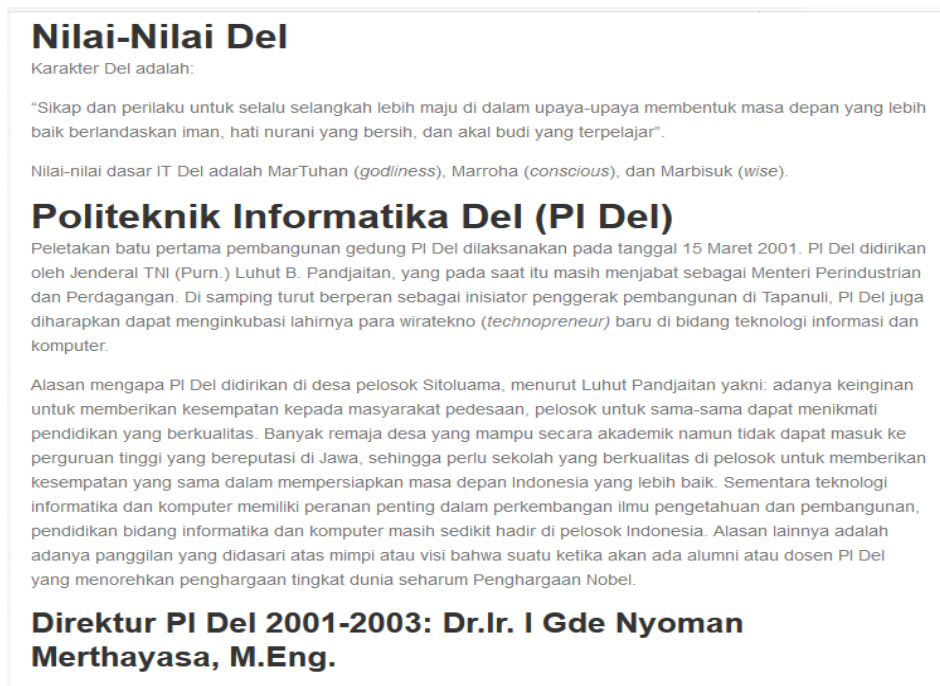 Nilai-Nilai Del
Karakter Del adalah:
“Sikap dan perilaku untuk selalu selangkah lebih maju di dalam upaya-upaya membentuk masa depan yang lebih
baik berlandaskan iman, hati nurani yang bersih, dan akal budi yang terpelajar”.
Nilai-nilai dasar IT Del adalah MarTuhan (godliness), Marroha (conscious), dan Marbisuk (wise).
Politeknik Informatika Del (PI Del)
Peletakan batu pertama pembangunan gedung PI Del dilaksanakan pada tanggal 15 Maret 2001. PI Del didirikan
oleh Jenderal TNI (Purn.) Luhut B. Pandjaitan, yang pada saat itu masih menjabat sebagai Menteri Perindustrian
dan Perdagangan. Di samping turut berperan sebagai inisiator penggerak pembangunan di Tapanuli, PI Del juga
diharapkan dapat menginkubasi lahirnya para wiratekno (technopreneur) baru di bidang teknologi informasi dan
komputer.
Alasan mengapa PI Del didirikan di desa pelosok Sitoluama, menurut Luhut Pandjaitan yakni: adanya keinginan
untuk memberikan kesempatan kepada masyarakat pedesaan, pelosok untuk sama-sama dapat menikmati
pendidikan yang berkualitas. Banyak remaja desa yang mampu secara akademik namun tidak dapat masuk ke
perguruan tinggi yang bereputasi di Jawa, sehingga perlu sekolah yang berkualitas di pelosok untuk memberikan
kesempatan yang sama dalam mempersiapkan masa depan Indonesia yang lebih baik. Sementara teknologi
informatika dan komputer memiliki peranan penting dalam perkembangan ilmu pengetahuan dan pembangunan,
pendidikan bidang informatika dan komputer masih sedikit hadir di pelosok Indonesia. Alasan lainnya adalah
adanya panggilan yang didasari atas mimpi atau visi bahwa suatu ketika akan ada alumni atau dosen PI Del
yang menorehkan penghargaan tingkat dunia seharum Penghargaan Nobel.
Direktur PI Del 2001-2003: Dr.Ir. I Gde Nyoman
Merthayasa, M.Eng.